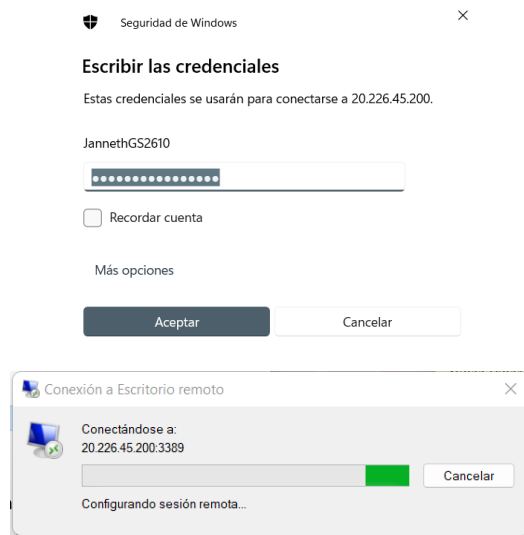 Seguridad de Windows
Escribir las credenciales
Estas credenciales se usarán para conectarse a 20.226.45.200.
JannethGS2610
●●●●●●●●●●●●●●●●
Recordar cuenta
Más opciones
Aceptar Cancelar
Conexión a Escritorio remoto
Conectándose a:
20.226.45.200:3389
Cancelar
Configurando sesión remota...